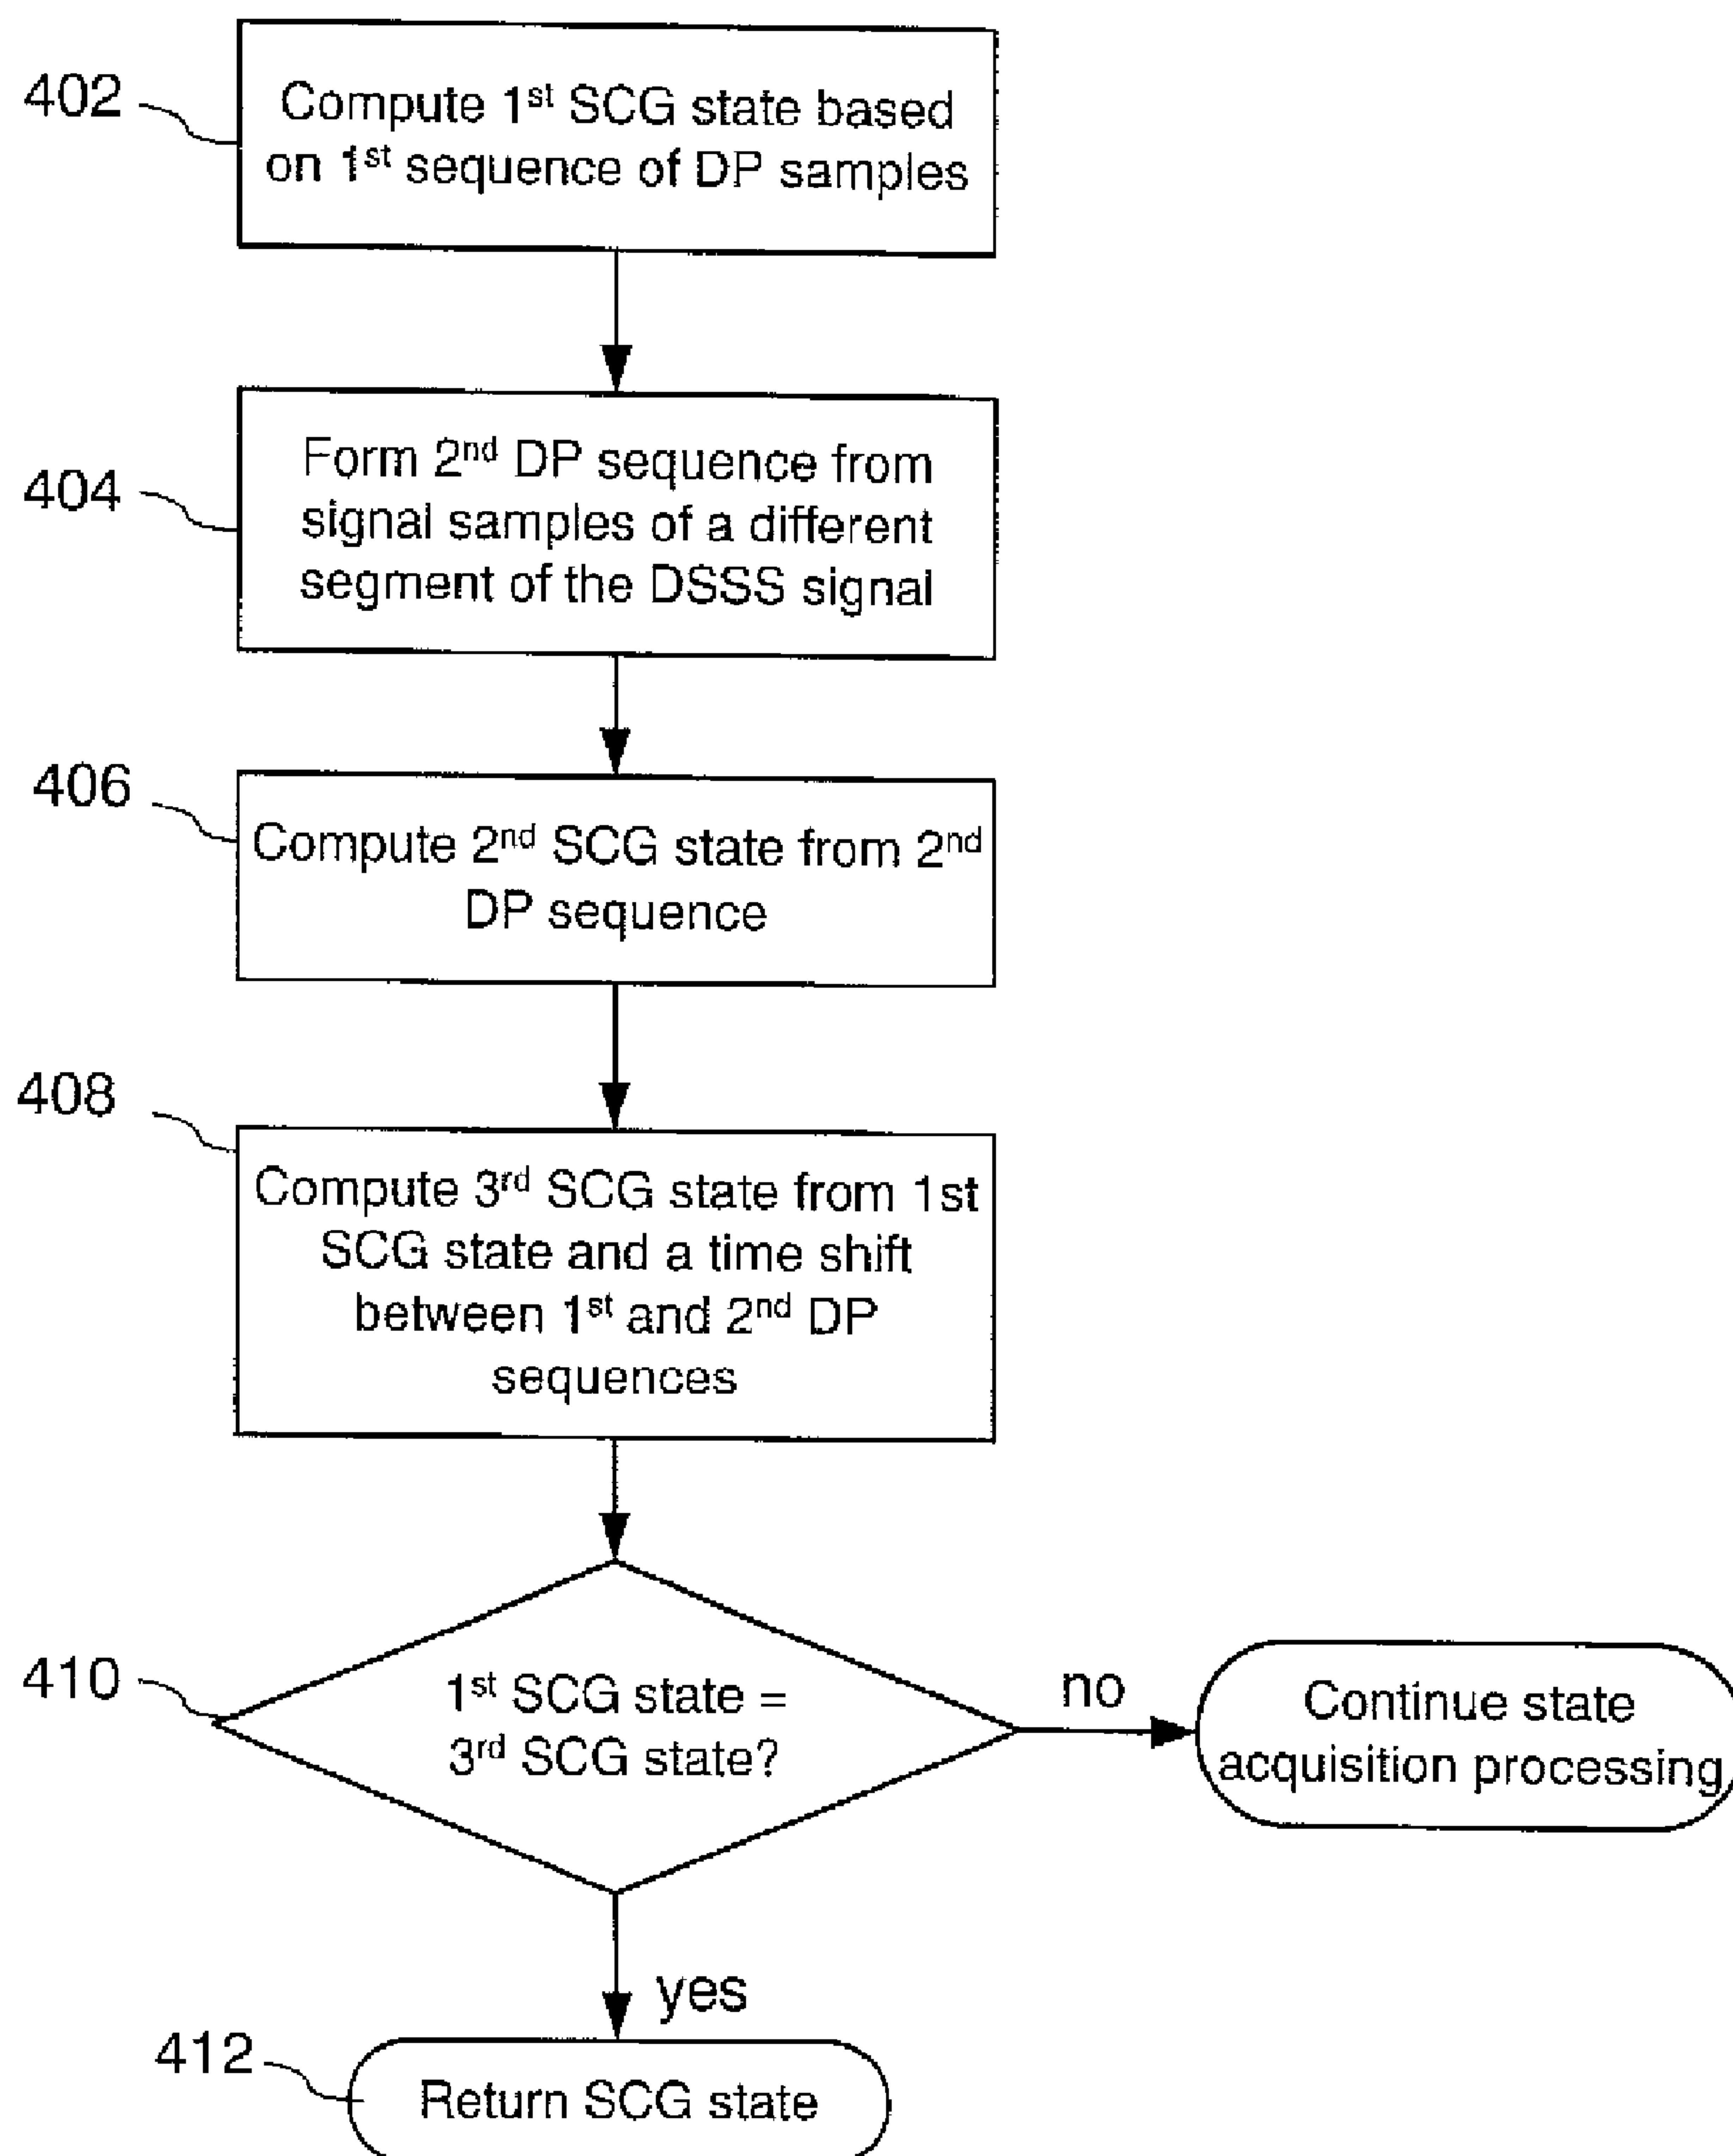 402
Compute 1st SCG state based
on 1st sequence of DP samples
404
Form 2nd DP sequence from
signal samples of a different
segment of the DSSS signal
406
Compute 2nd SCG state from 2nd
DP sequence
408
Compute 3rd SCG state from 1st
SCG state and a time shift
between 1st and 2nd DP
sequences
410
1st SCG state =
3rd SCG state?
no
Continue state
acquisition processing
yes
412
Return SCG state